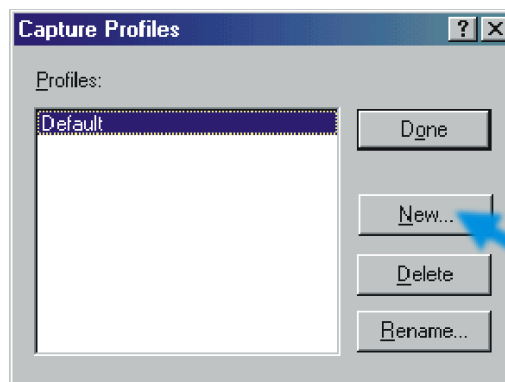 Capture Profiles
Profiles:
Default
Done
New...
Delete
Rename...